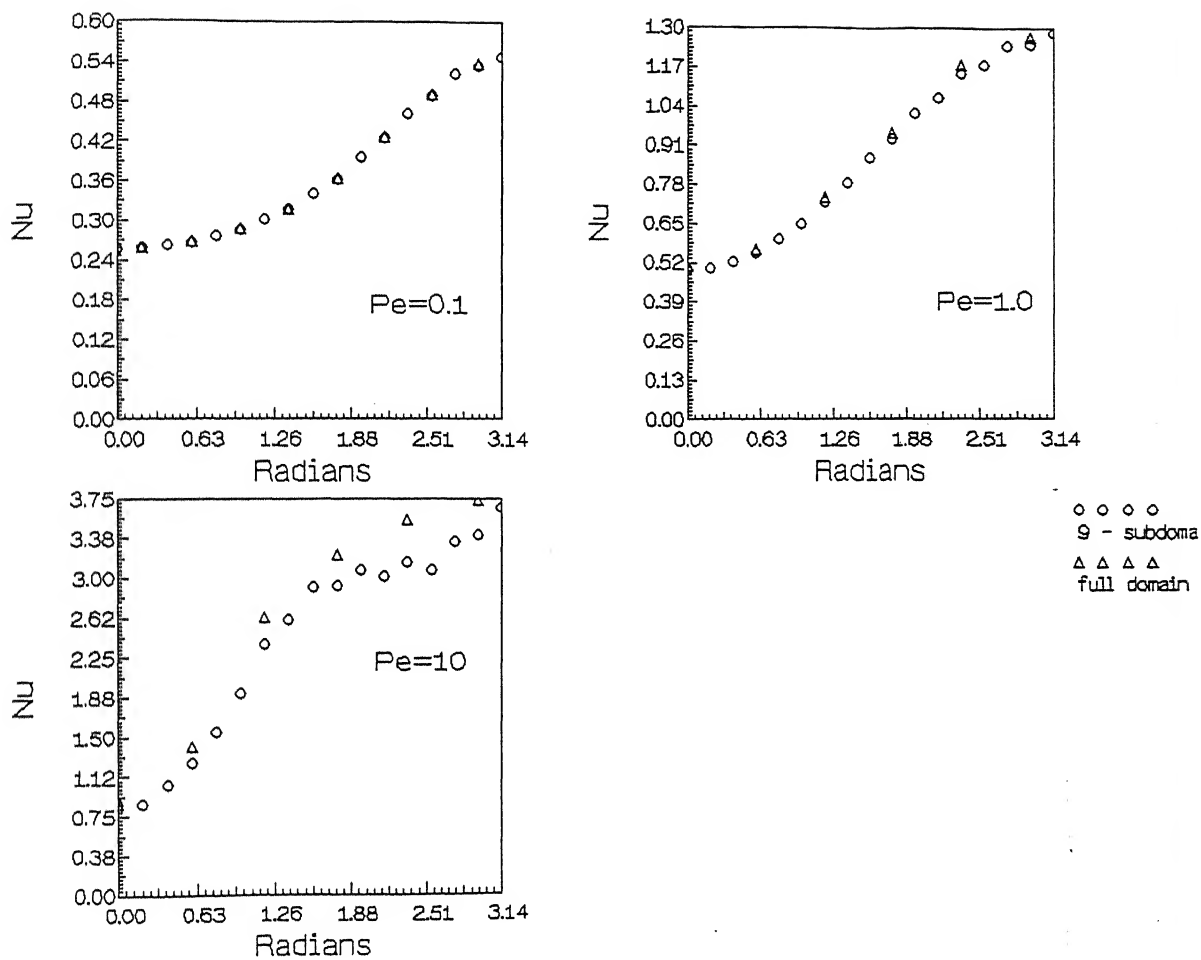 0.60
0.54
0.48
0.42
0.36
0.30
0.24
0.18
0.12
0.06
0.00
Nu
Pe=0.1
0.00 0.63 1.26 1.88 2.51 3.14
Radians
1.30
1.17
1.04
0.91
0.78
0.65
0.52
0.39
0.26
0.13
0.00
Nu
Pe=1.0
0.00 0.63 1.26 1.88 2.51 3.14
Radians
3.75
3.38
3.00
2.62
2.25
1.88
1.50
1.12
0.75
0.38
0.00
Nu
Pe=10
0.00 0.63 1.26 1.88 2.51 3.14
Radians
9 - subdoma
full domain